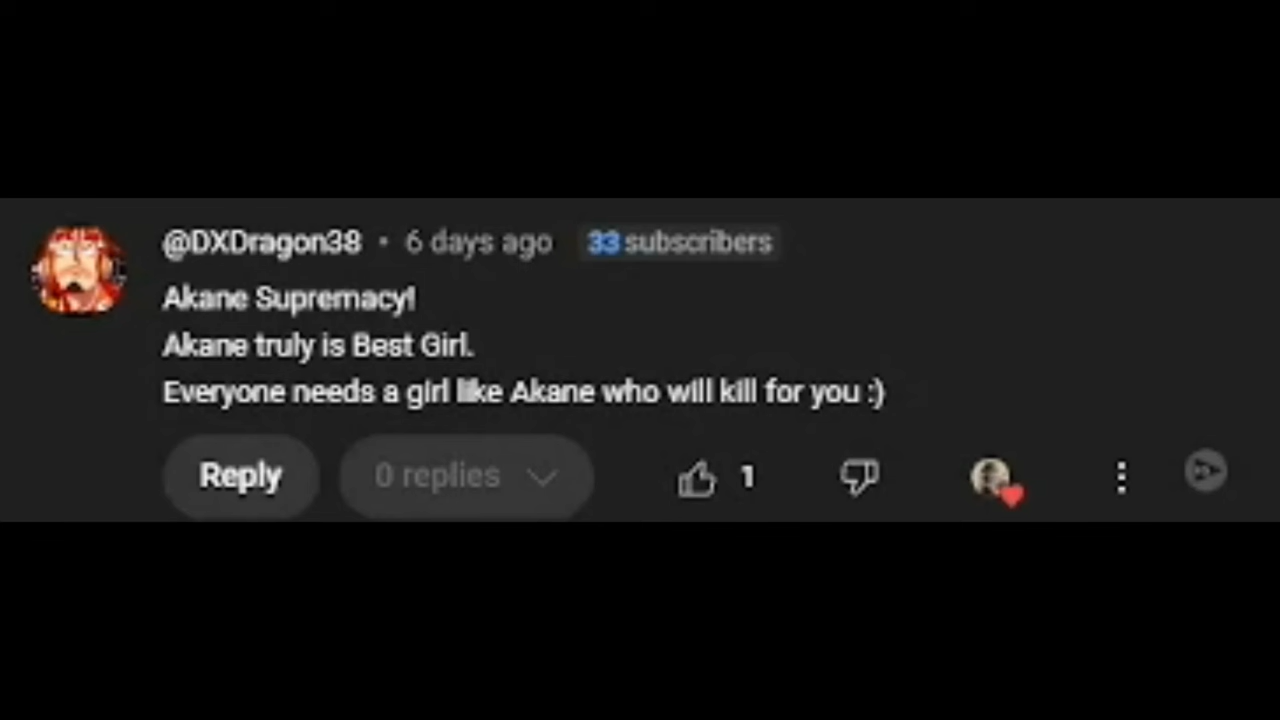 @DXDragon38 • 6 days ago 33 subscribers
Akane Supremacy!
Akane truly is Best Girl.
Everyone needs a girl like Akane who will kill for you :)
Reply 0 replies 1